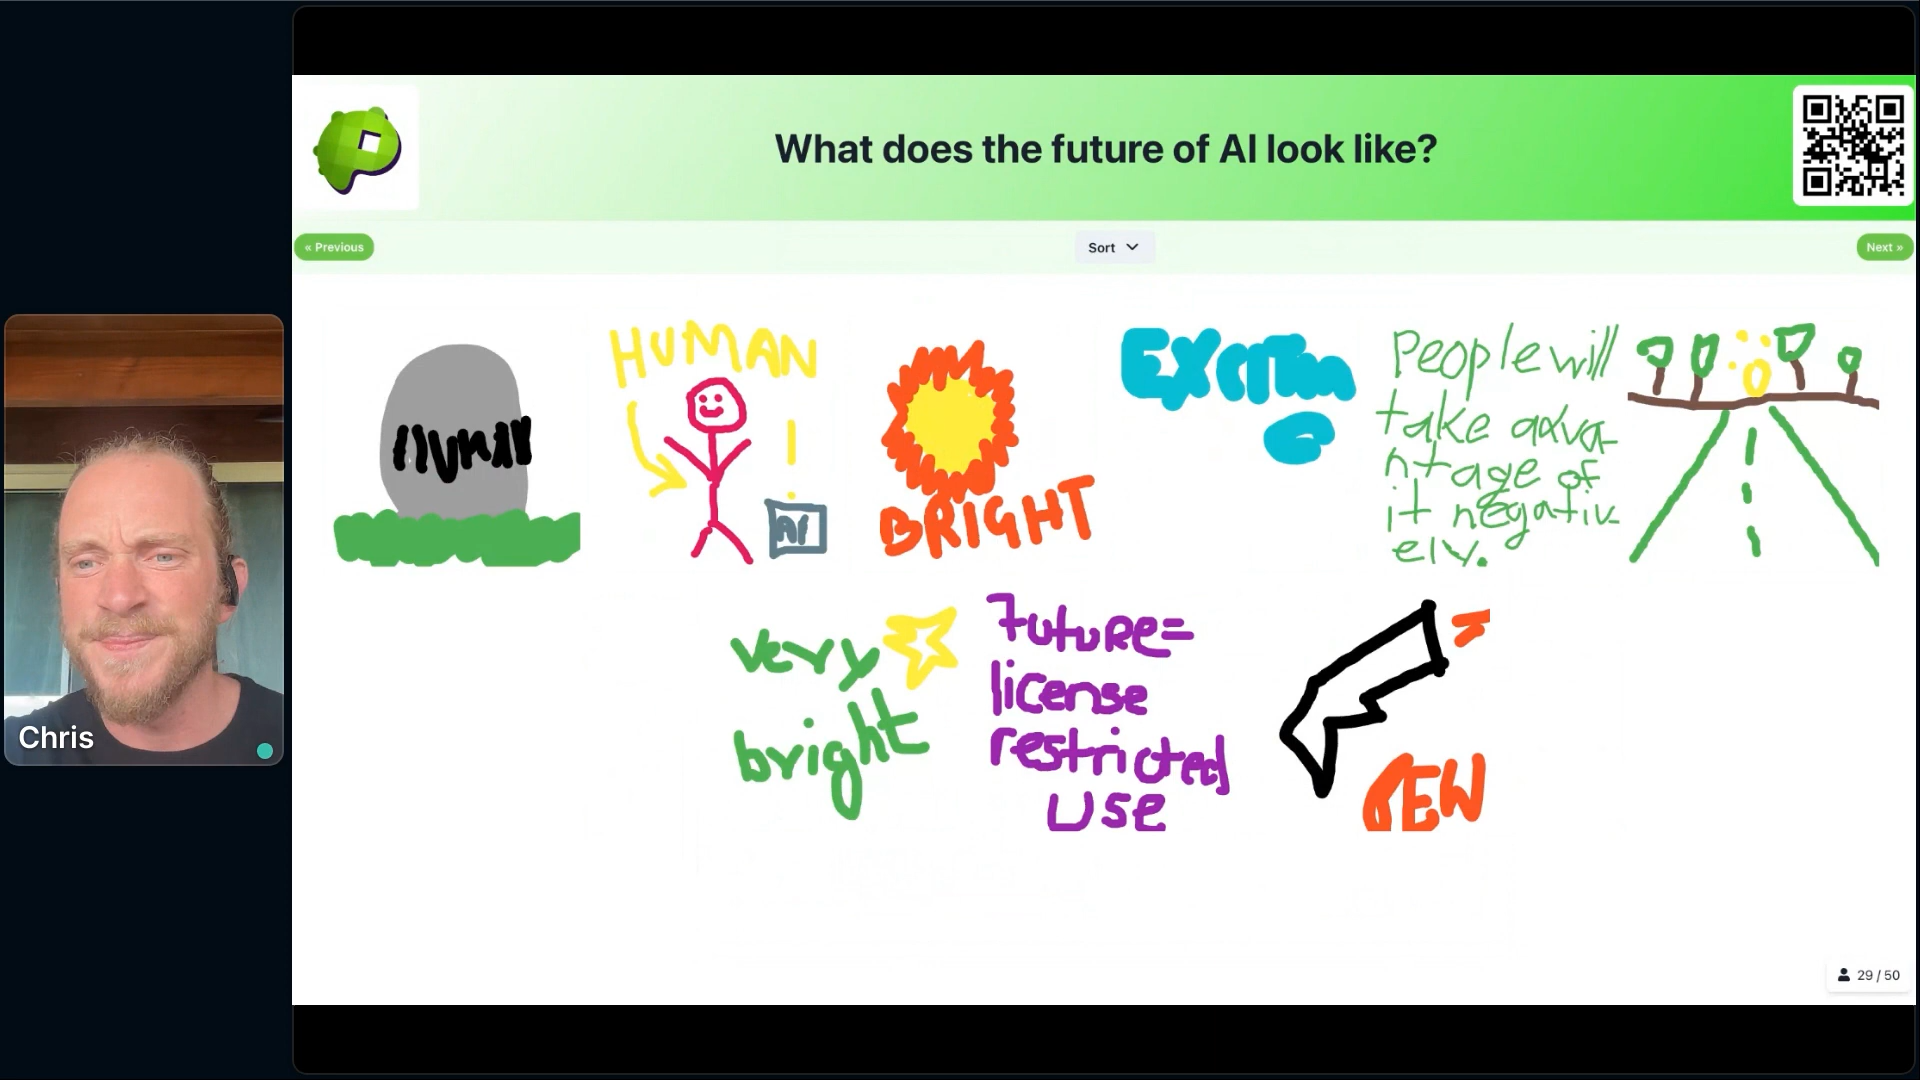 What does the future of AI look like?
« Previous
Sort
Next »
HUMAN
AI
BRIGHT
People will
take adva-
ntage of
it negativ-
ely.
very
bright
Future=
license
restricted
use
PEW
Chris
29 / 50